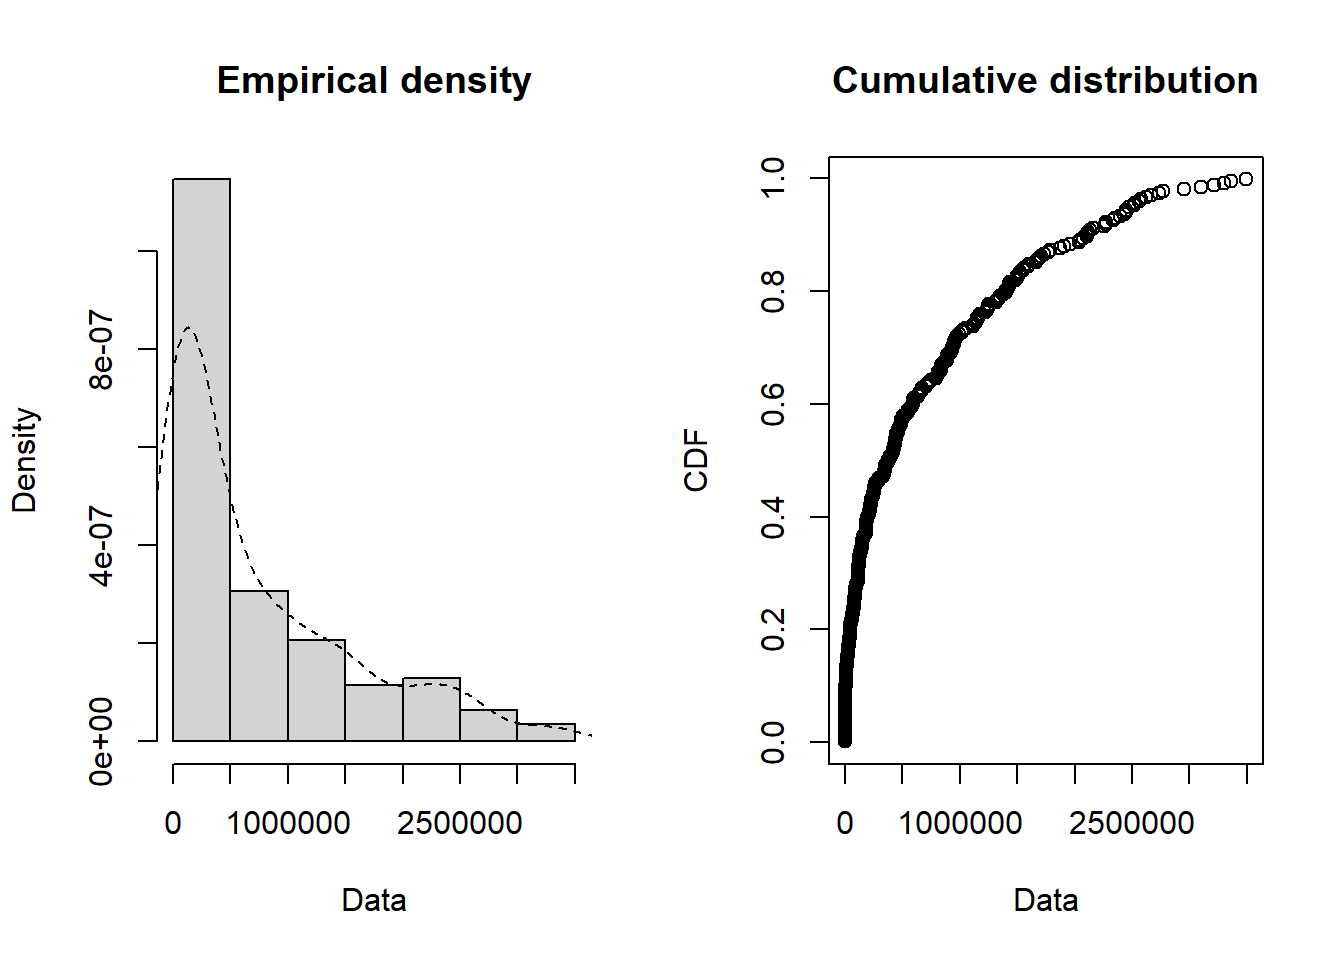 Empirical density
Density
0e+00
4e-07
8e-07
0
1000000
2500000
Data
Cumulative distribution
CDF
0.0
0.2
0.4
0.6
0.8
1.0
0
1000000
2500000
Data